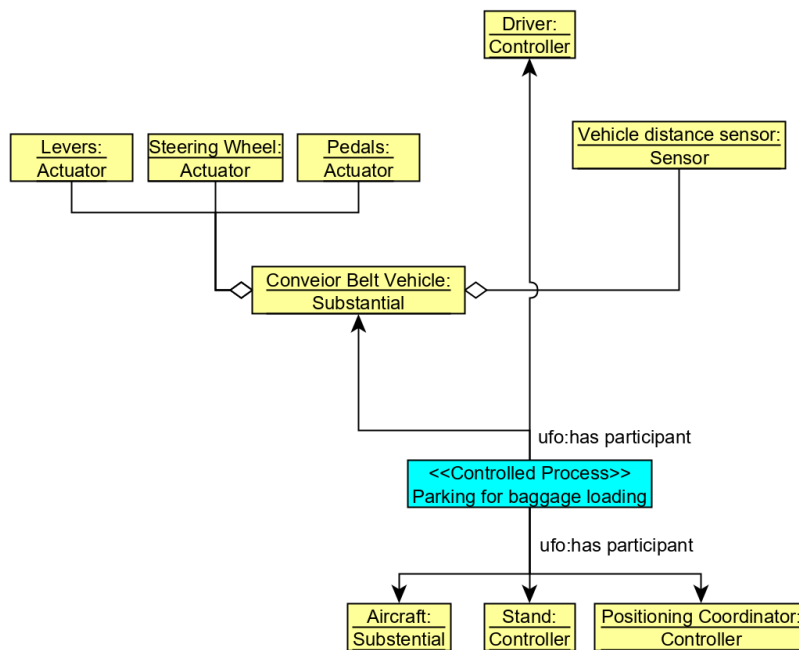 Driver:
Controller
Levers:
Actuator
Steering Wheel:
Actuator
Pedals:
Actuator
Vehicle distance sensor:
Sensor
Conveior Belt Vehicle:
Substantial
ufo:has participant
<<Controlled Process>>
Parking for baggage loading
ufo:has participant
Aircraft:
Substential
Stand:
Controller
Positioning Coordinator:
Controller